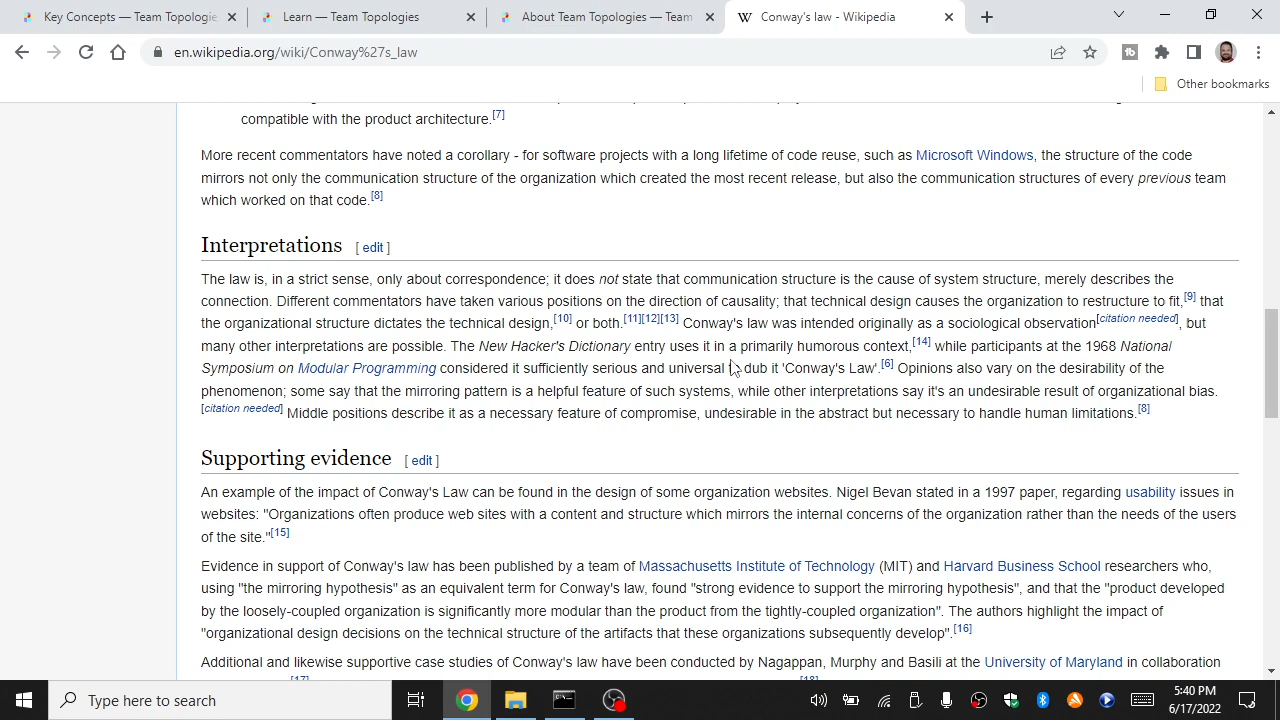 Key Concepts — Team Topologie
Learn — Team Topologies
About Team Topologies — Team
W Conway's law - Wikipedia
en.wikipedia.org/wiki/Conway%27s_law
Other bookmarks
compatible with the product architecture.[7]
More recent commentators have noted a corollary - for software projects with a long lifetime of code reuse, such as Microsoft Windows, the structure of the code
mirrors not only the communication structure of the organization which created the most recent release, but also the communication structures of every previous team
which worked on that code.[8]
Interpretations [ edit ]
The law is, in a strict sense, only about correspondence; it does not state that communication structure is the cause of system structure, merely describes the
connection. Different commentators have taken various positions on the direction of causality; that technical design causes the organization to restructure to fit,[9] that
the organizational structure dictates the technical design,[10] or both.[11][12][13] Conway's law was intended originally as a sociological observation[citation needed], but
many other interpretations are possible. The New Hacker's Dictionary entry uses it in a primarily humorous context,[14] while participants at the 1968 National
Symposium on Modular Programming considered it sufficiently serious and universal dub it 'Conway's Law'.[6] Opinions also vary on the desirability of the
phenomenon; some say that the mirroring pattern is a helpful feature of such systems, while other interpretations say it's an undesirable result of organizational bias.
[citation needed] Middle positions describe it as a necessary feature of compromise, undesirable in the abstract but necessary to handle human limitations.[8]
Supporting evidence [ edit ]
An example of the impact of Conway's Law can be found in the design of some organization websites. Nigel Bevan stated in a 1997 paper, regarding usability issues in
websites: "Organizations often produce web sites with a content and structure which mirrors the internal concerns of the organization rather than the needs of the users
of the site."[15]
Evidence in support of Conway's law has been published by a team of Massachusetts Institute of Technology (MIT) and Harvard Business School researchers who,
using "the mirroring hypothesis" as an equivalent term for Conway's law, found "strong evidence to support the mirroring hypothesis", and that the "product developed
by the loosely-coupled organization is significantly more modular than the product from the tightly-coupled organization". The authors highlight the impact of
"organizational design decisions on the technical structure of the artifacts that these organizations subsequently develop".[16]
Additional and likewise supportive case studies of Conway's law have been conducted by Nagappan, Murphy and Basili at the University of Maryland in collaboration
[17] [18]
Type here to search
5:40 PM
6/17/2022